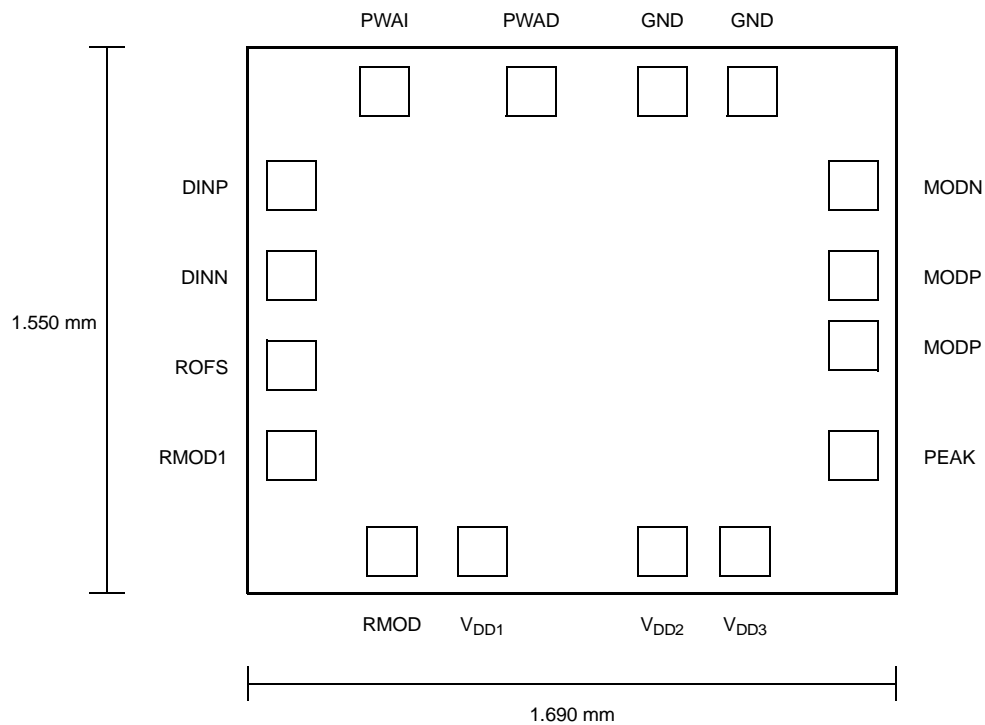 PWAI PWAD GND GND
DINP MODN
DINN MODP
1.550 mm
ROFS MODP
RMOD1 PEAK
RMOD VDD1 VDD2 VDD3
1.690 mm